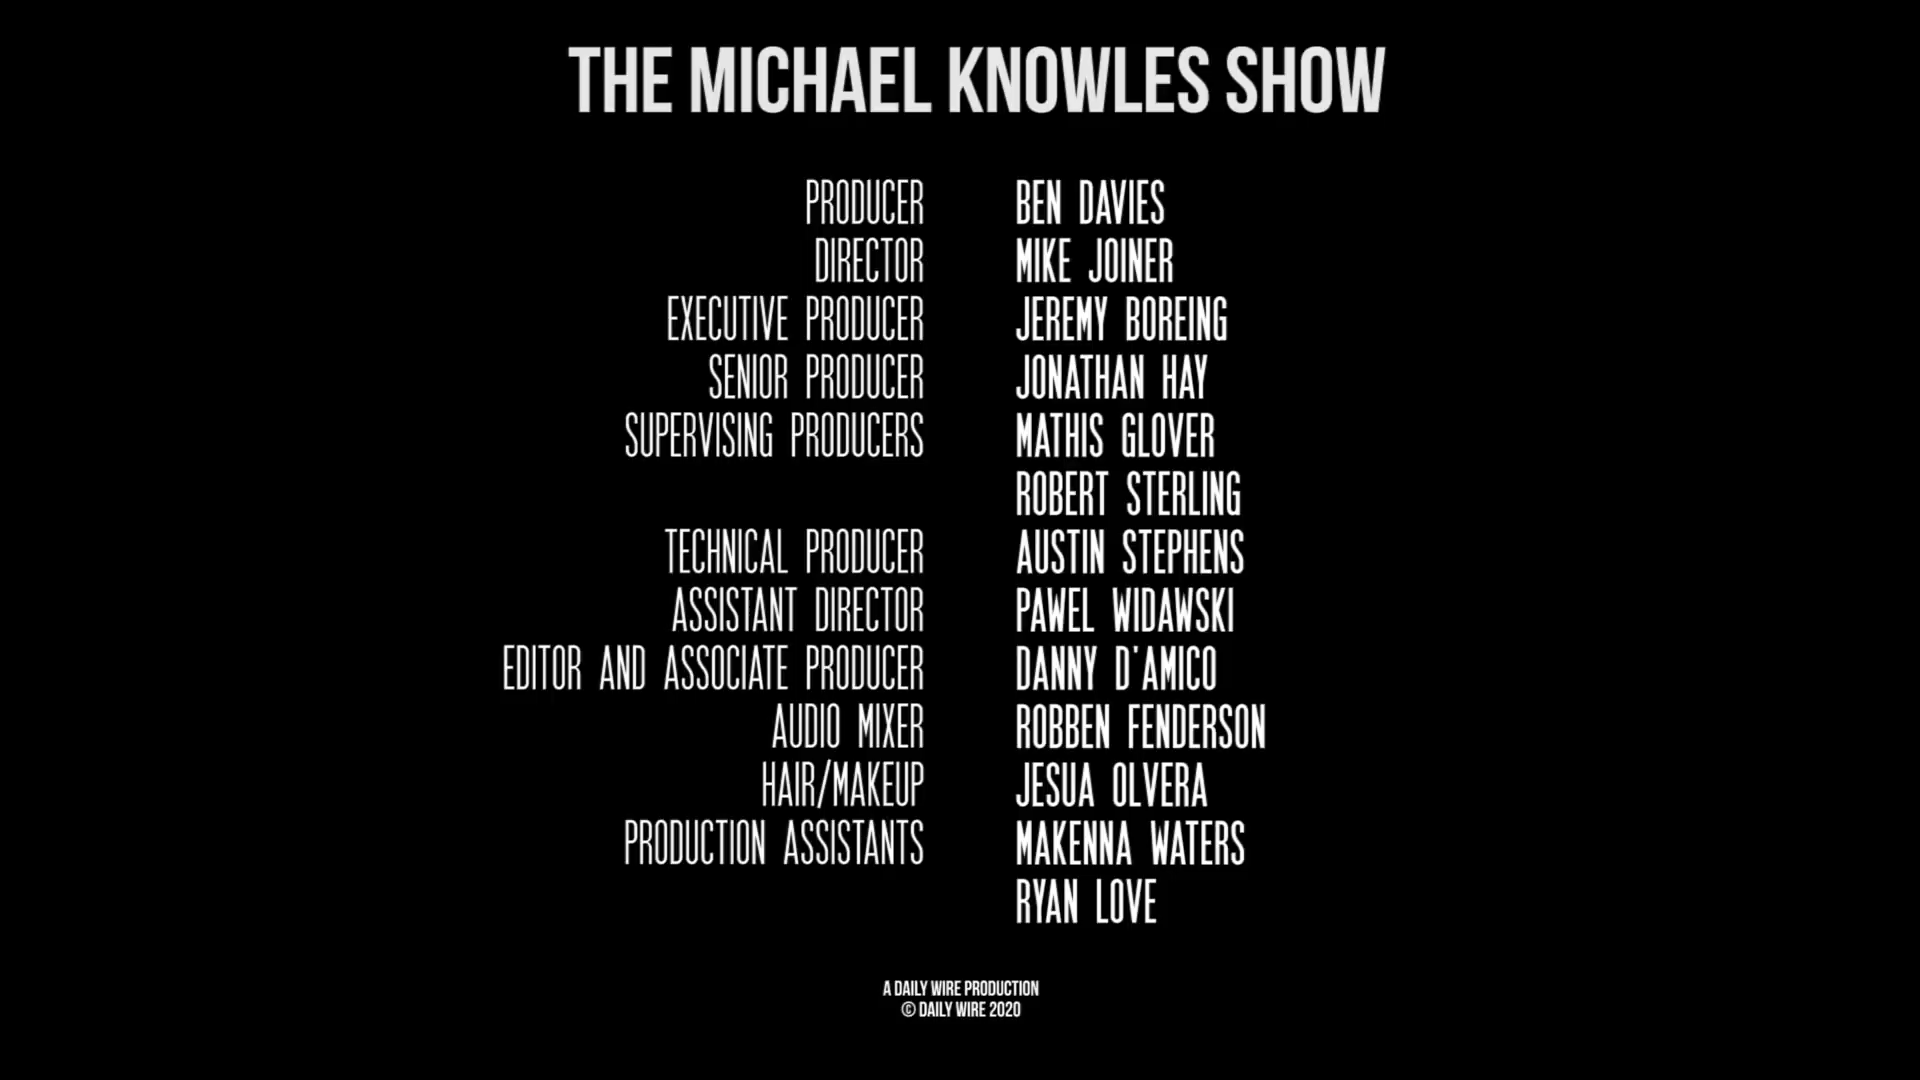 THE MICHAEL KNOWLES SHOW
PRODUCER BEN DAVIES
DIRECTOR MIKE JOINER
EXECUTIVE PRODUCER JEREMY BOREING
SENIOR PRODUCER JONATHAN HAY
SUPERVISING PRODUCERS MATHIS GLOVER
ROBERT STERLING
TECHNICAL PRODUCER AUSTIN STEPHENS
ASSISTANT DIRECTOR PAWEL WIDAWSKI
EDITOR AND ASSOCIATE PRODUCER DANNY D'AMICO
AUDIO MIXER ROBBEN FENDERSON
HAIR/MAKEUP JESUA OLVERA
PRODUCTION ASSISTANTS MAKENNA WATERS
RYAN LOVE
A DAILY WIRE PRODUCTION
© DAILY WIRE 2020